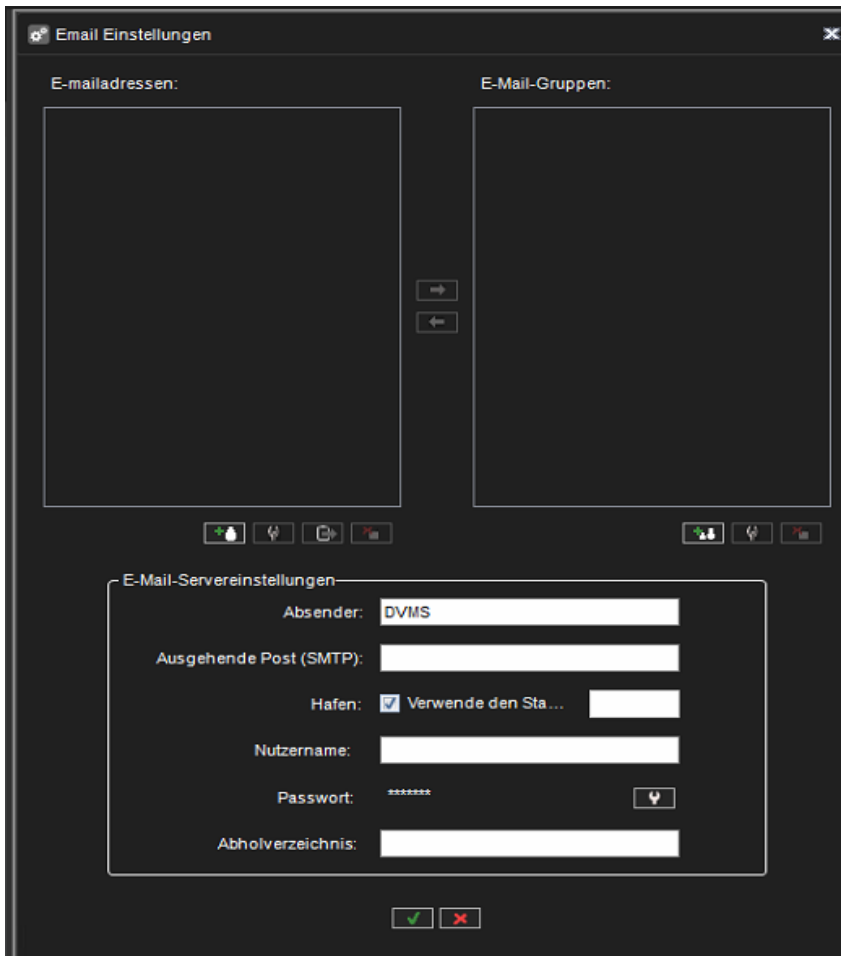 Email Einstellungen
E-mailadressen:
E-Mail-Gruppen:
E-Mail-Servereinstellungen
Absender: DVMS
Ausgehende Post (SMTP):
Hafen: Verwende den Sta...
Nutzername:
Passwort: *******
Abholverzeichnis: